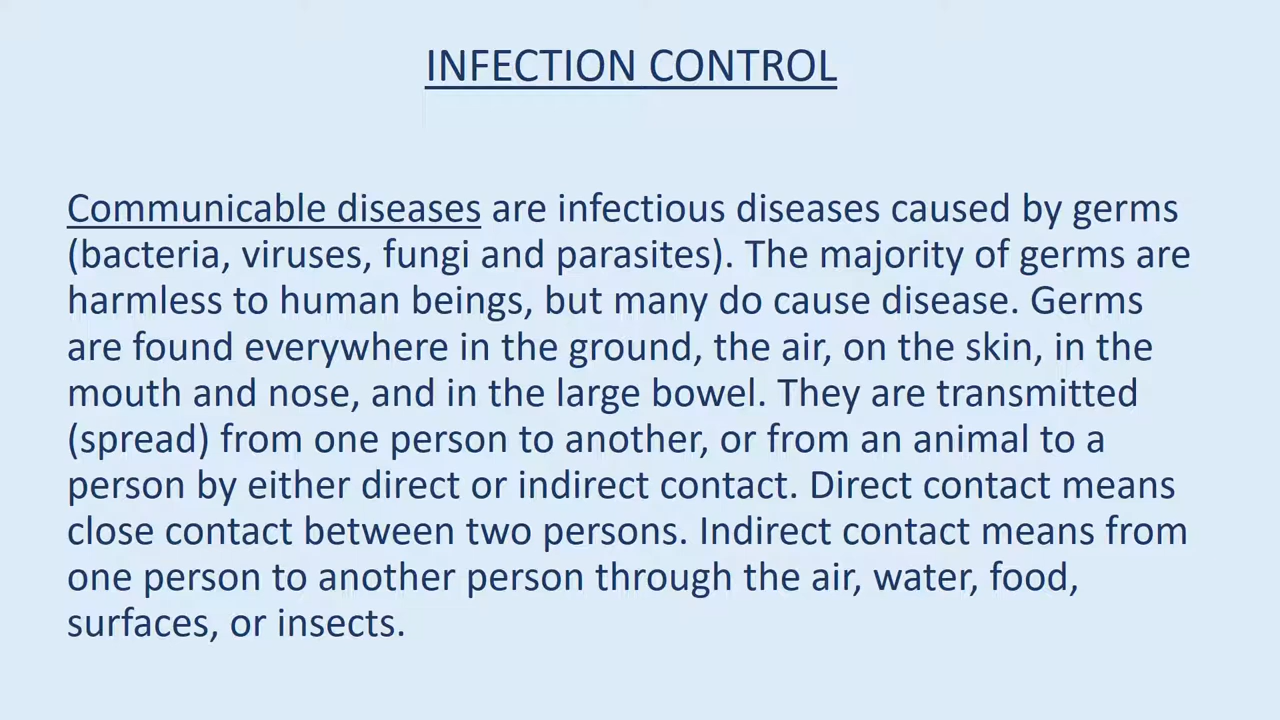 INFECTION CONTROL
Communicable diseases are infectious diseases caused by germs
(bacteria, viruses, fungi and parasites). The majority of germs are
harmless to human beings, but many do cause disease. Germs
are found everywhere in the ground, the air, on the skin, in the
mouth and nose, and in the large bowel. They are transmitted
(spread) from one person to another, or from an animal to a
person by either direct or indirect contact. Direct contact means
close contact between two persons. Indirect contact means from
one person to another person through the air, water, food,
surfaces, or insects.